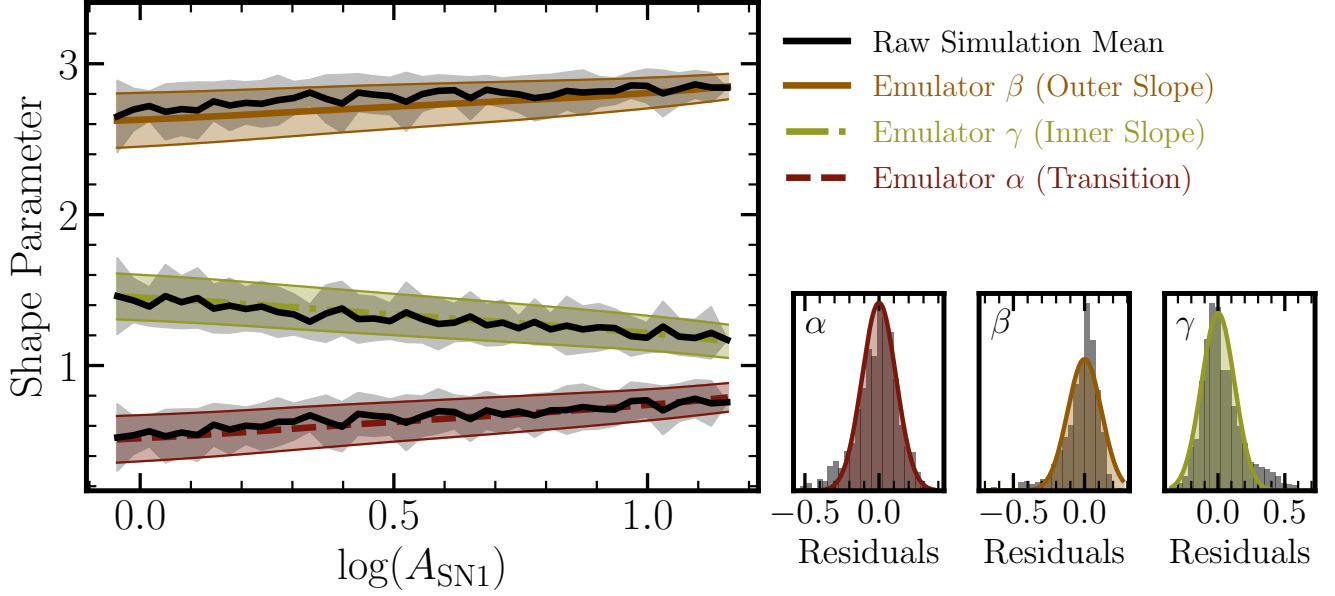 3
2
1
Shape Parameter
0.0 0.5 1.0
log(A_SN1)
Raw Simulation Mean
Emulator β (Outer Slope)
Emulator γ (Inner Slope)
Emulator α (Transition)
α
−0.5 0.0
Residuals
β
−0.5 0.0
Residuals
γ
0.0 0.5
Residuals